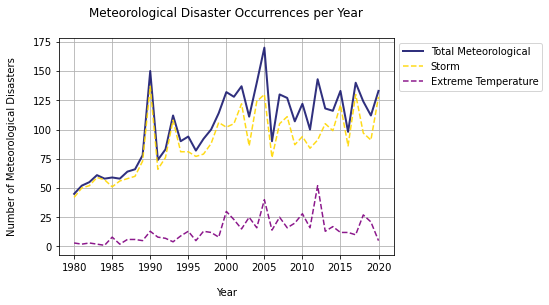 Meteorological Disaster Occurrences per Year
Number of Meteorological Disasters
175
150
125
100
75
50
25
0
1980 1985 1990 1995 2000 2005 2010 2015 2020
Year
Total Meteorological
Storm
Extreme Temperature